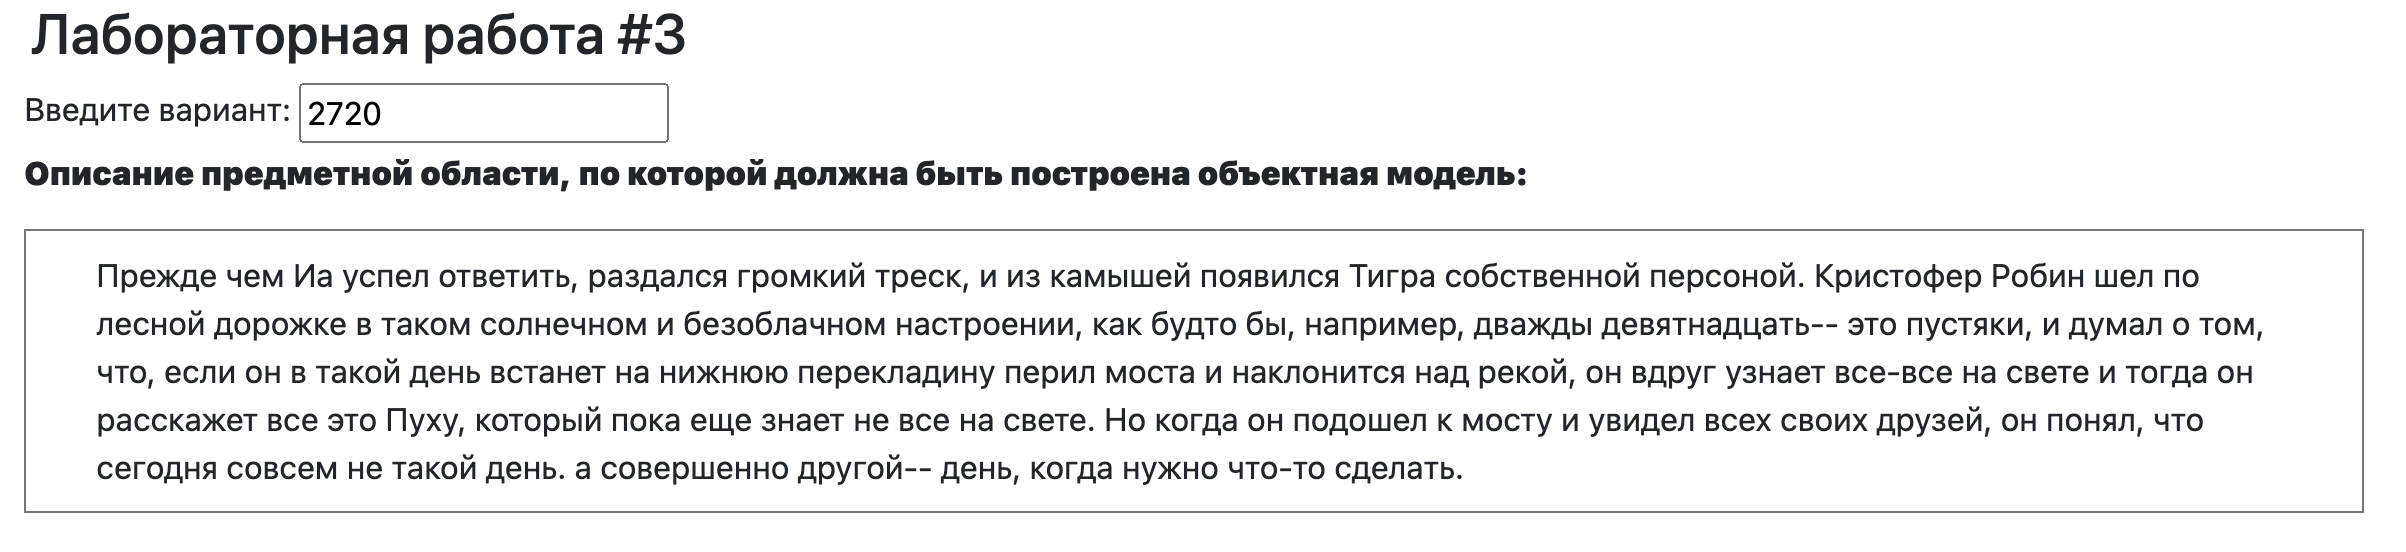 Лабораторная работа #3
Введите вариант: 2720
Описание предметной области, по которой должна быть построена объектная модель:
Прежде чем Иа успел ответить, раздался громкий треск, и из камышей появился Тигра собственной персоной. Кристофер Робин шел по
лесной дорожке в таком солнечном и безоблачном настроении, как будто бы, например, дважды девятнадцать-- это пустяки, и думал о том,
что, если он в такой день встанет на нижнюю перекладину перил моста и наклонится над рекой, он вдруг узнает все-все на свете и тогда он
расскажет все это Пуху, который пока еще знает не все на свете. Но когда он подошел к мосту и увидел всех своих друзей, он понял, что
сегодня совсем не такой день. а совершенно другой-- день, когда нужно что-то сделать.